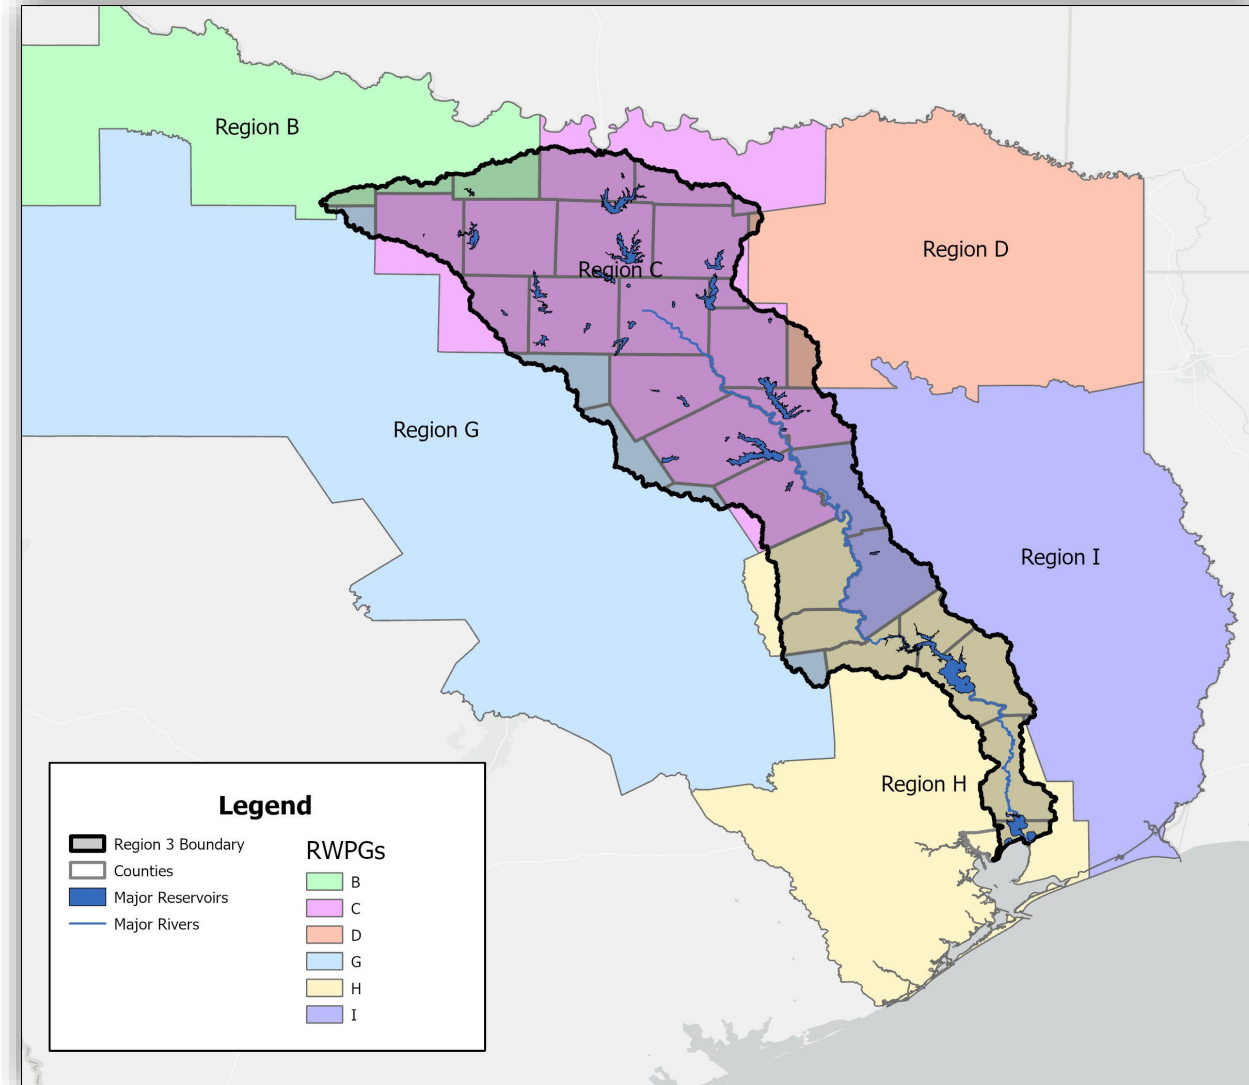 Region B
Region D
Region C
Region G
Region I
Region H
Legend
Region 3 Boundary
Counties
Major Reservoirs
Major Rivers
RWPGs
B
C
D
G
H
I